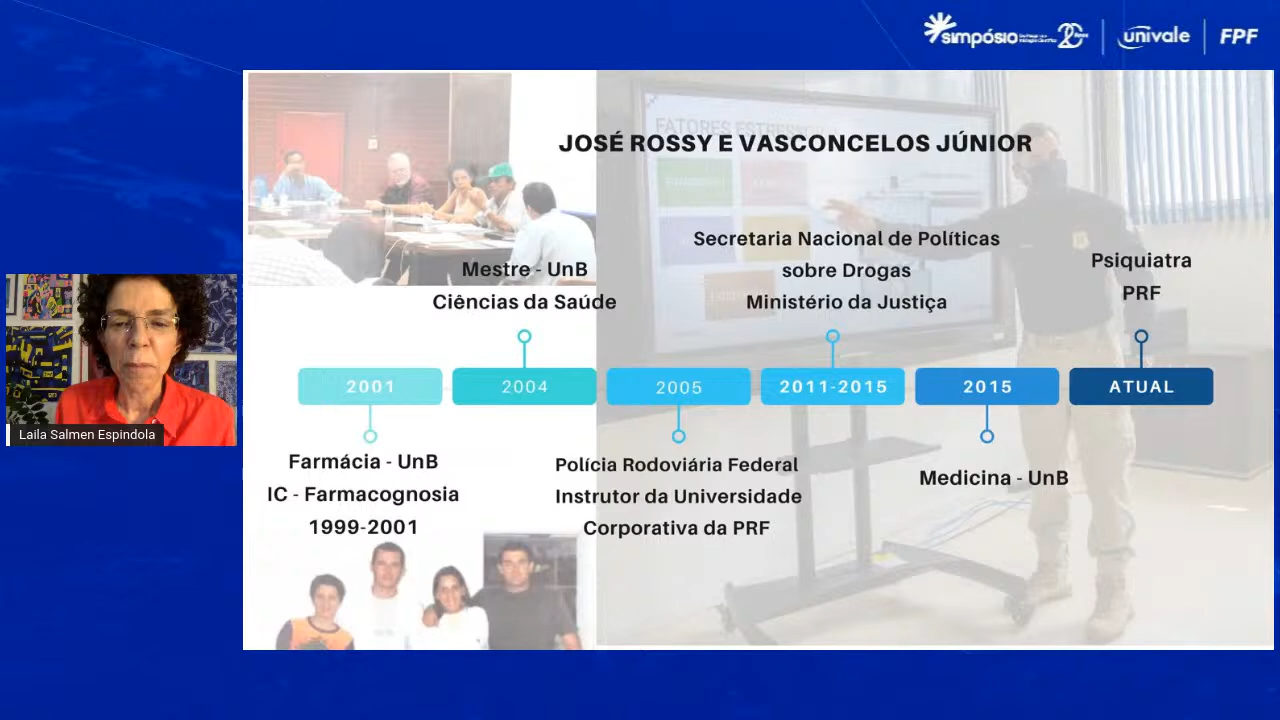 simpósio
univale
FPF
FATORES ESTRES
JOSÉ ROSSY E VASCONCELOS JÚNIOR
Mestre - UnB
Ciências da Saúde
Secretaria Nacional de Políticas
sobre Drogas
Ministério da Justiça
Psiquiatra
PRF
2001
2004
2005
2011-2015
2015
ATUAL
Farmácia - UnB
IC - Farmacognosia
1999-2001
Polícia Rodoviária Federal
Instrutor da Universidade
Corporativa da PRF
Medicina - UnB
Laila Salmen Espindola